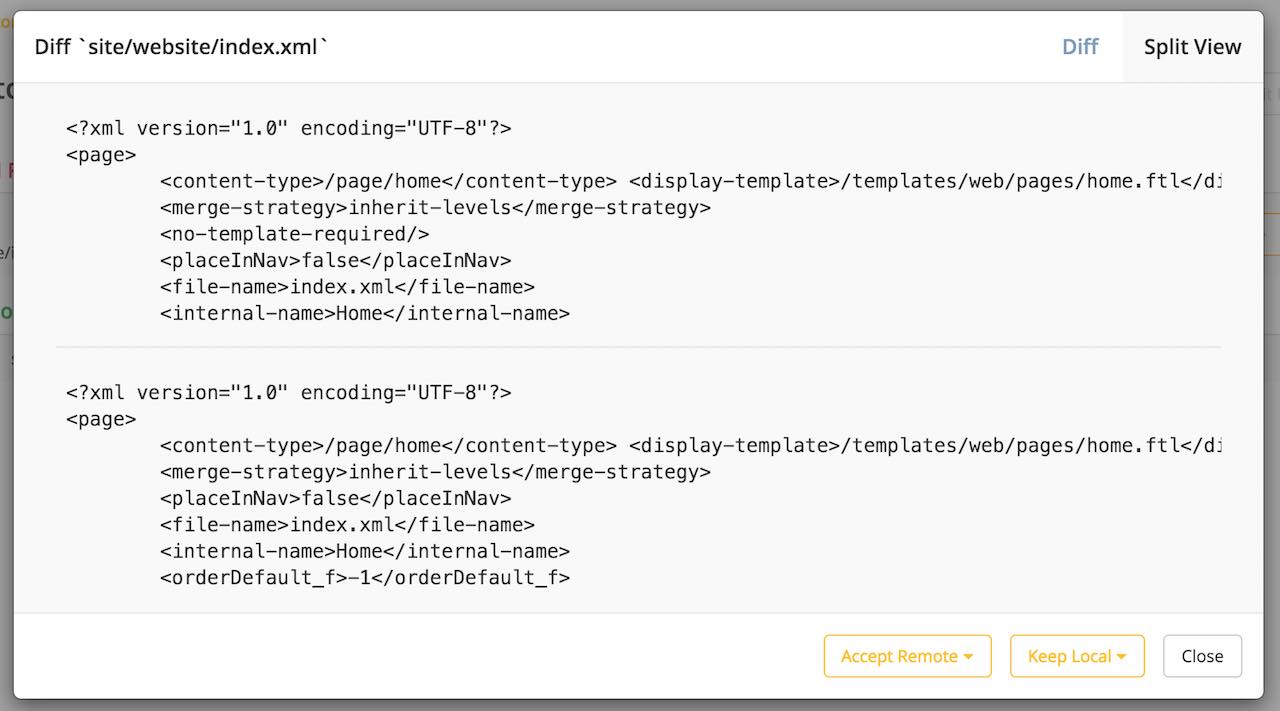 Diff `site/website/index.xml`
Diff
Split View
<?xml version="1.0" encoding="UTF-8"?>
<page>
<content-type>/page/home</content-type> <display-template>/templates/web/pages/home.ftl</di
<merge-strategy>inherit-levels</merge-strategy>
<no-template-required/>
<placeInNav>false</placeInNav>
<file-name>index.xml</file-name>
<internal-name>Home</internal-name>
<?xml version="1.0" encoding="UTF-8"?>
<page>
<content-type>/page/home</content-type> <display-template>/templates/web/pages/home.ftl</di
<merge-strategy>inherit-levels</merge-strategy>
<placeInNav>false</placeInNav>
<file-name>index.xml</file-name>
<internal-name>Home</internal-name>
<orderDefault_f>-1</orderDefault_f>
Accept Remote
Keep Local
Close